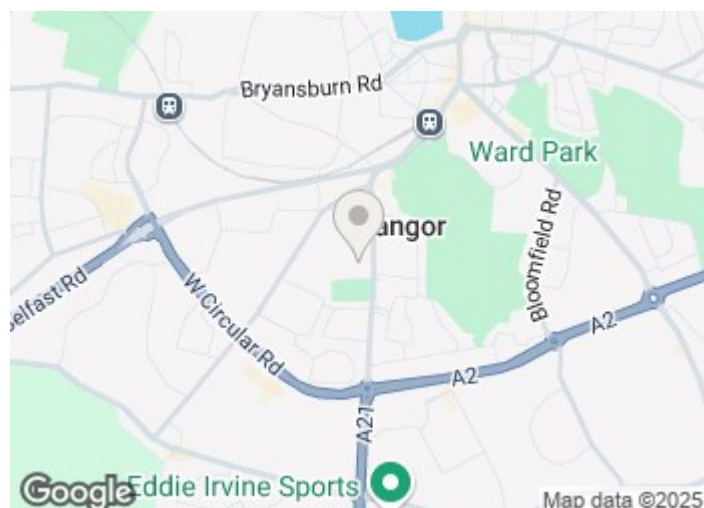 Bryansburn Rd
Ward Park
angor
Bloomfield Rd
Belfast Rd
W Circular Rd
A2
A2
A21
Eddie Irvine Sports
Google
Map data ©2025